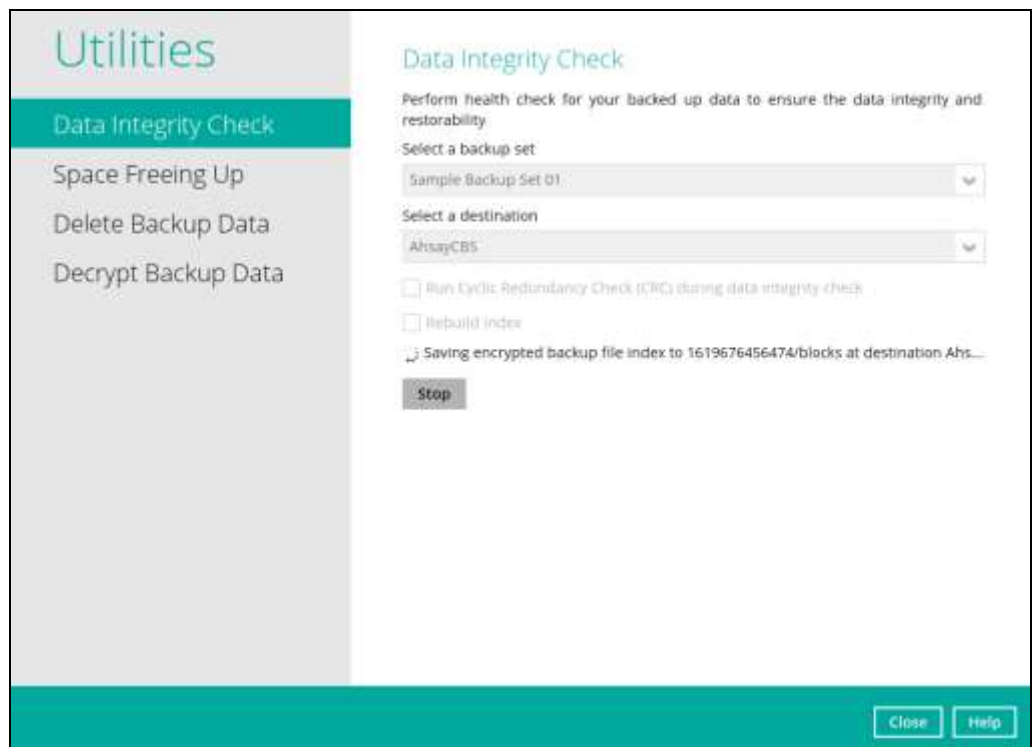 Utilities
Data Integrity Check
Space Freeing Up
Delete Backup Data
Decrypt Backup Data
Data Integrity Check
Perform health check for your backed up data to ensure the data integrity and
restorability
Select a backup set
Sample Backup Set 01
Select a destination
AhsayCBS
Run Cyclic Redundancy Check (CRC) during data integrity check
Rebuild index
Saving encrypted backup file index to 1619676456474/blocks at destination Ahs...
Stop
Close
Help